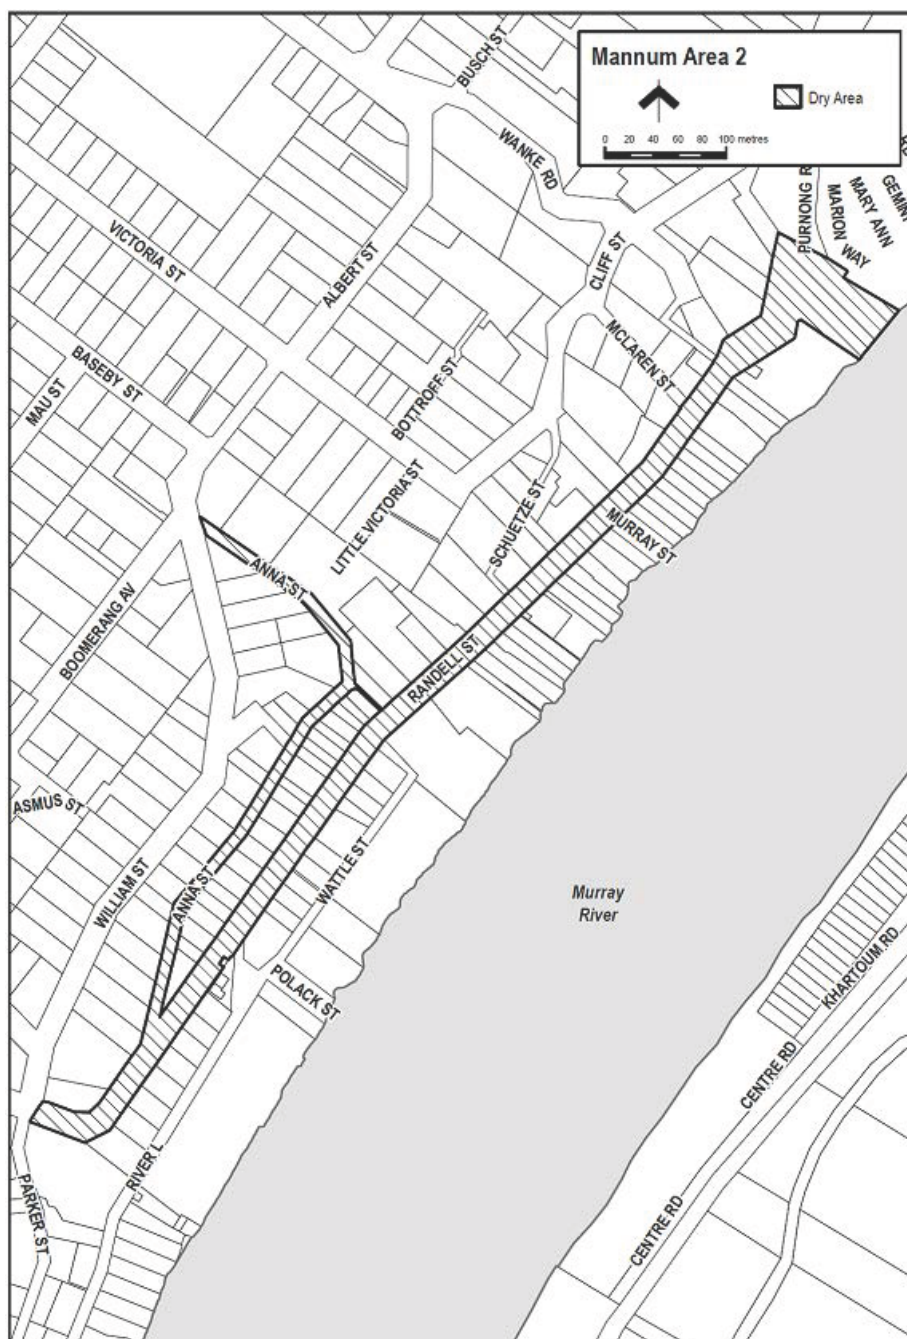 BUSCH ST
Mannum Area 2
Dry Area
0 20 40 60 80 100 metres
WANKE RD
PURNONG R
MARION WAY
MARY ANN
GEMIN
VICTORIA ST
ALBERT ST
CLIFF ST
BASEBY ST
MAU ST
BOTTROFF ST
MCLAREN ST
LITTLE VICTORIA ST
SCHUETZE ST
MURRAY ST
ANNA ST
BOOMERANG AV
RANDELL ST
ASMUS ST
WILLIAM ST
ANNA ST
WATTLE ST
Murray
River
POLACK ST
KHARTOUM RD
CENTRE RD
RIVER L
PARKER ST
CENTRE RD